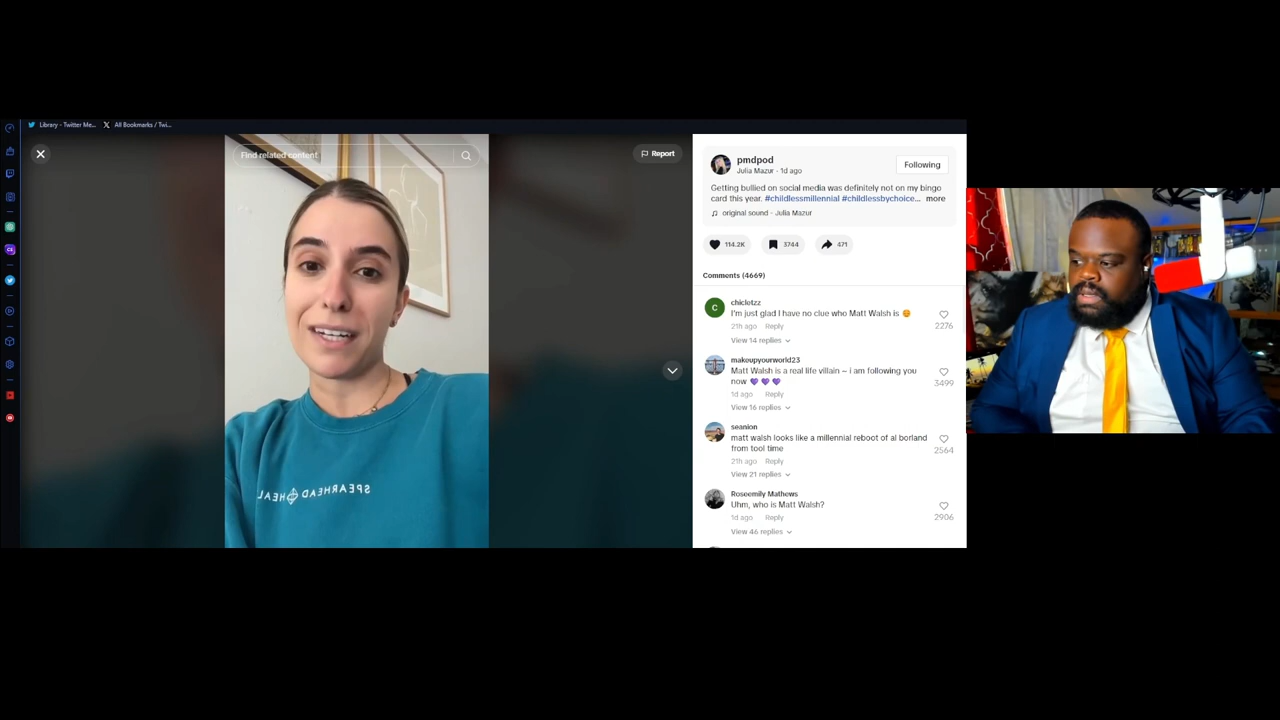 Library - Twitter Me...
All Bookmarks / Twi...
Find related content
Report
SPEARHEAD HEAL
pmdpod
Julia Mazur · 1d ago
Following
Getting bullied on social media was definitely not on my bingo
card this year. #childlessmillennial #childlessbychoice... more
original sound - Julia Mazur
114.2K
3744
471
Comments (4669)
C
chicletzz
I'm just glad I have no clue who Matt Walsh is ☺️
2276
21h ago Reply
View 14 replies
makeupyourworld23
Matt Walsh is a real life villain – i am following you
now 💜 💜 💜
3499
1d ago Reply
View 16 replies
seanion
matt walsh looks like a millennial reboot of al borland
from tool time
2564
21h ago Reply
View 21 replies
Roseemily Mathews
Uhm, who is Matt Walsh?
2906
1d ago Reply
View 46 replies